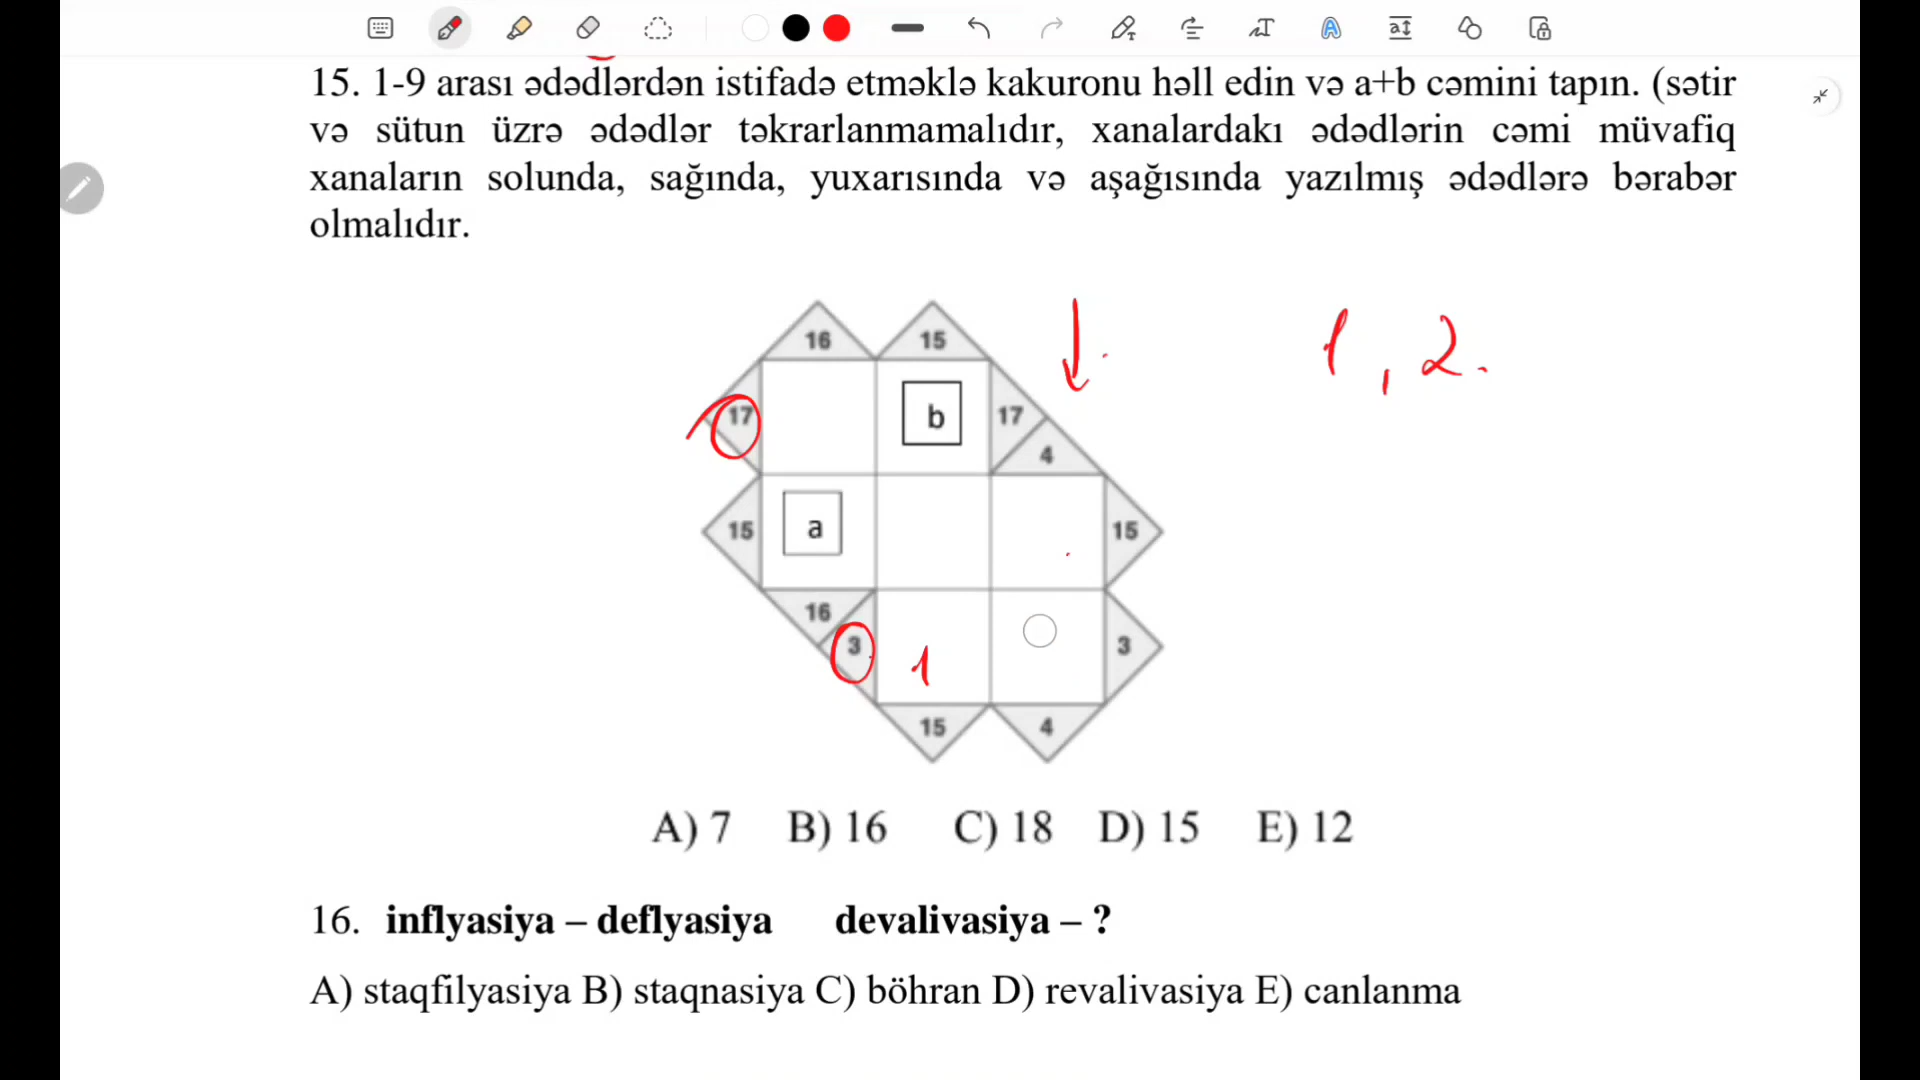 15. 1-9 arası ədədlərdən istifadə etməklə kakuronu həll edin və a+b cəmini tapın. (sətir
və sütun üzrə ədədlər təkrarlanmamalıdır, xanalardakı ədədlərin cəmi müvafiq
xanaların solunda, sağında, yuxarısında və aşağısında yazılmış ədədlərə bərabər
olmalıdır.
16 15
1, 2.
17 b 17
4
15 a 15
16
3 1 3
15 4
A) 7 B) 16 C) 18 D) 15 E) 12
16. inflyasiya – deflyasiya devalivasiya – ?
A) staqfilyasiya B) staqnasiya C) böhran D) revalivasiya E) canlanma